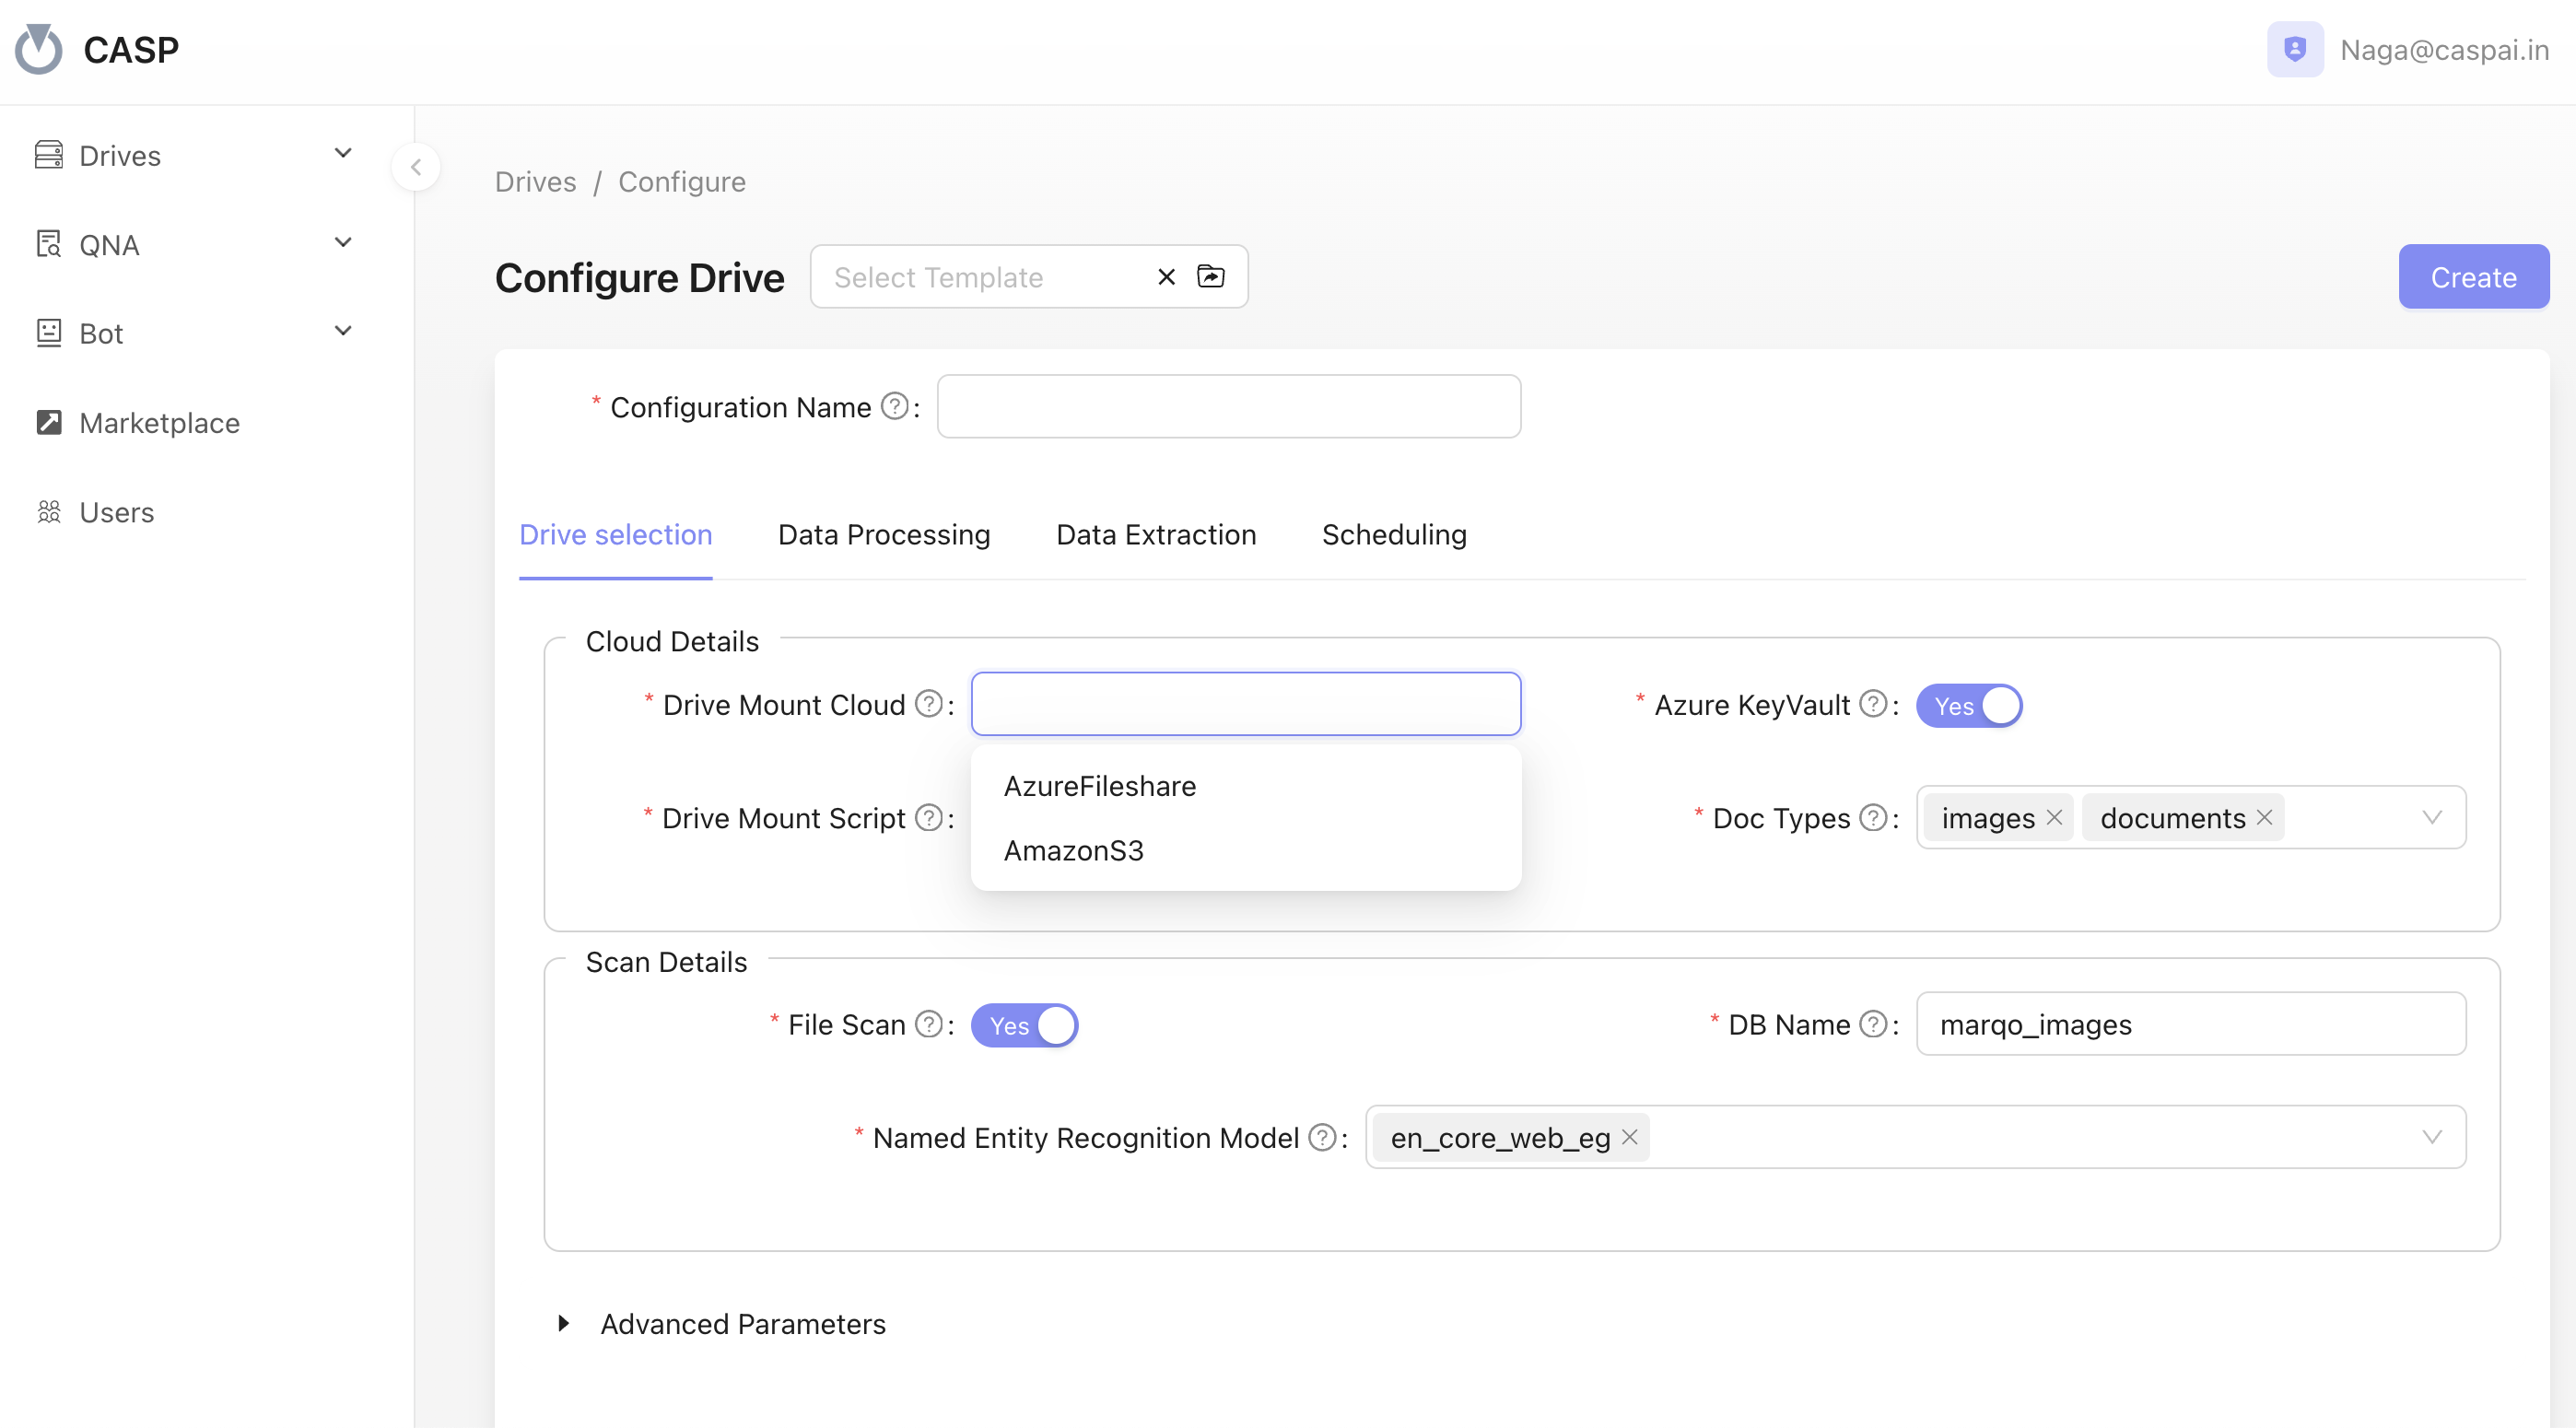 CASP
Naga@caspai.in
Drives
QNA
Bot
Marketplace
Users
Drives / Configure
Configure Drive
Select Template
Create
* Configuration Name ? :
Drive selection
Data Processing
Data Extraction
Scheduling
Cloud Details
* Drive Mount Cloud ? :
* Azure KeyVault ? : Yes
AzureFileshare
AmazonS3
* Drive Mount Script ? :
* Doc Types ? : images documents
Scan Details
* File Scan ? : Yes
* DB Name ? : marqo_images
* Named Entity Recognition Model ? : en_core_web_eg
Advanced Parameters